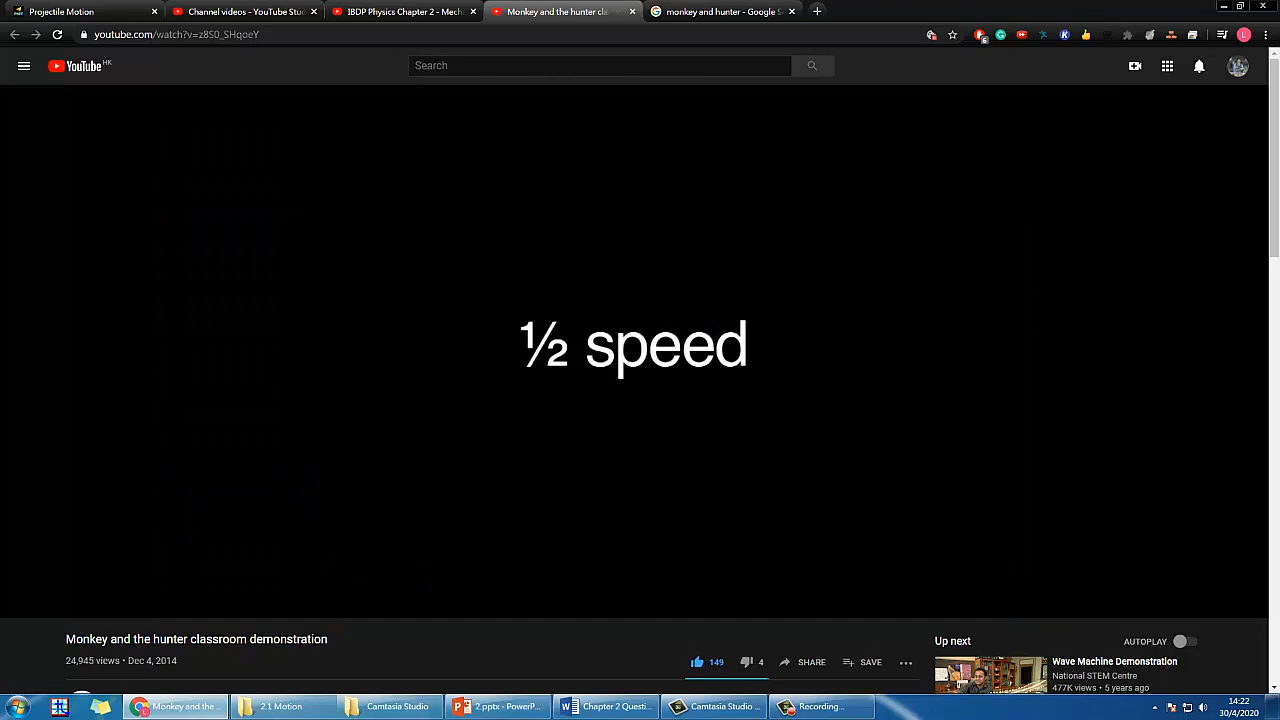 Projectile Motion
Channel videos - YouTube Stu
IBDP Physics Chapter 2 - Mech
Monkey and the hunter cla
monkey and hunter - Google S
youtube.com/watch?v=z8S0_SHqoeY
6
L
YouTube HK
Search
½ speed
Monkey and the hunter classroom demonstration
24,945 views • Dec 4, 2014
149
4
SHARE
SAVE
Up next
AUTOPLAY
Wave Machine Demonstration
National STEM Centre
477K views • 5 years ago
Monkey and the ...
2.1 Motion
Camtasia Studio
2.pptx - PowerP...
Chapter 2 Questi...
Camtasia Studio ...
Recording...
14:22
30/4/2020